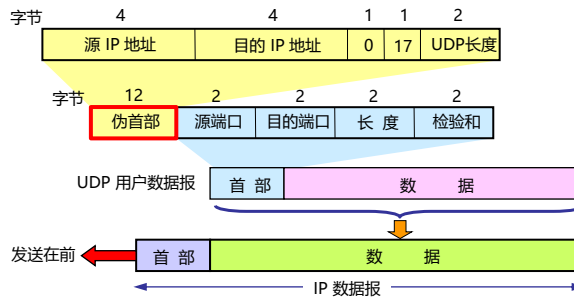 字节 4 4 1 1 2
源 IP 地址 目的 IP 地址 0 17 UDP长度
字节 12 2 2 2 2
伪首部 源端口 目的端口 长 度 检验和
UDP 用户数据报 首 部 数 据
发送在前 首 部 数 据
IP 数据报